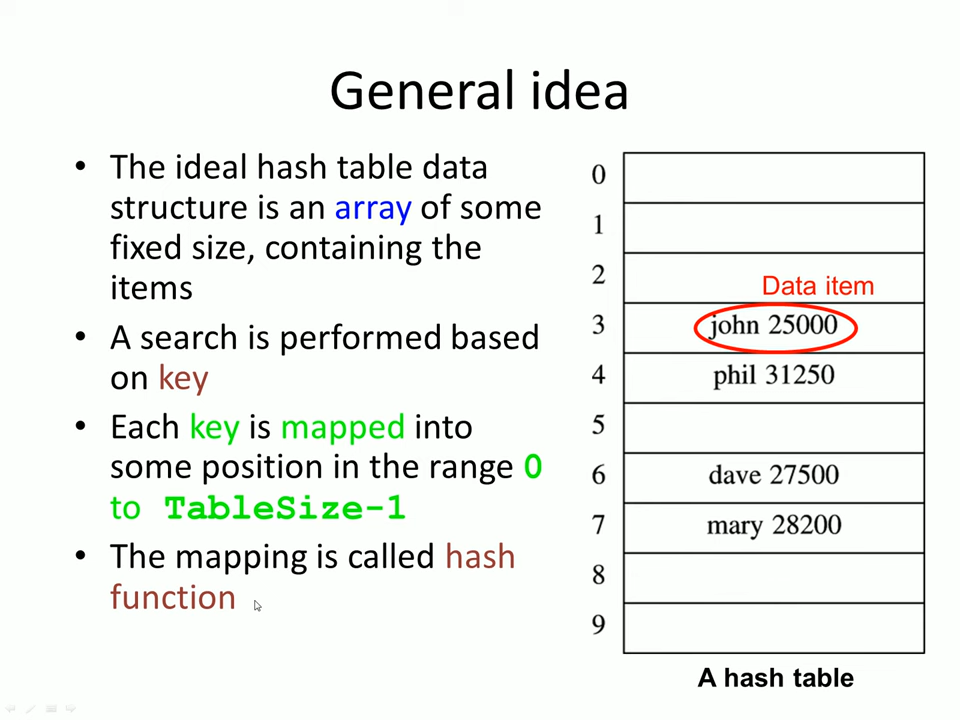 General idea
• The ideal hash table data
structure is an array of some
fixed size, containing the
items
• A search is performed based
on key
• Each key is mapped into
some position in the range 0
to TableSize-1
• The mapping is called hash
function
0
1
2
Data item
3 john 25000
4 phil 31250
5
6 dave 27500
7 mary 28200
8
9
A hash table